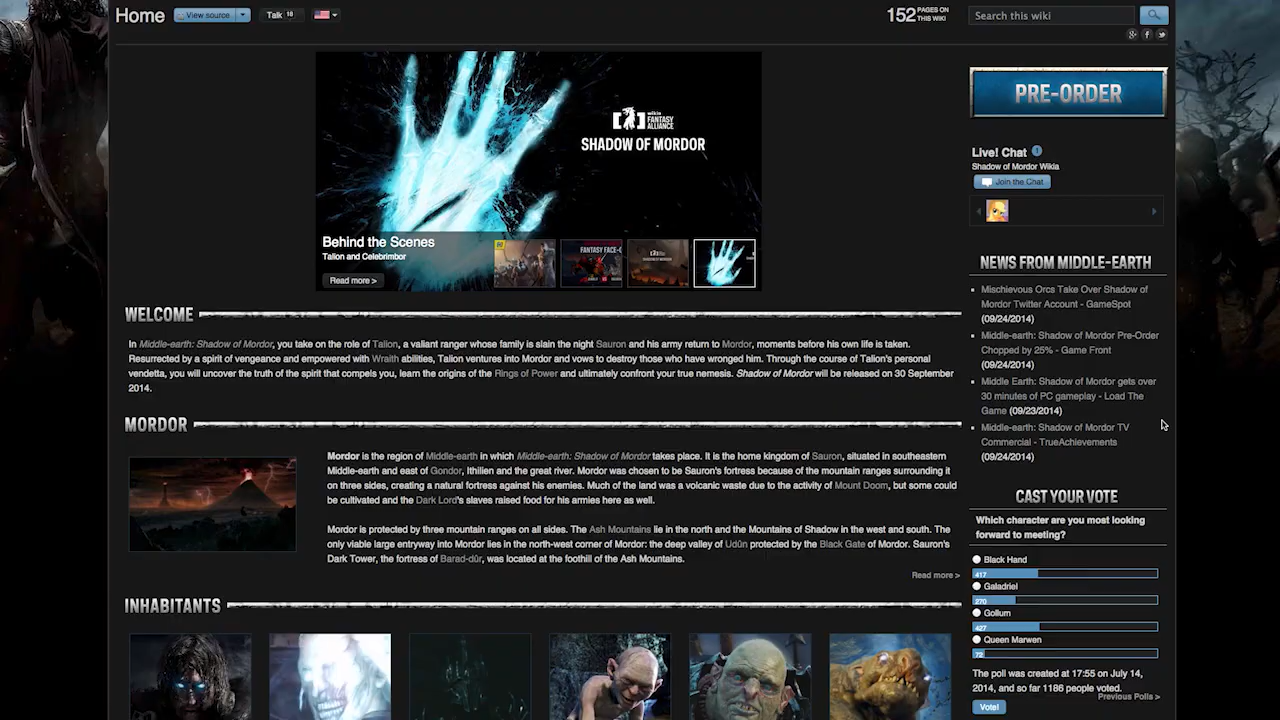 Home
View source
Talk 18
152 PAGES ON THIS WIKI
Search this wiki
wikia FANTASY ALLIANCE
SHADOW OF MORDOR
Behind the Scenes
Talion and Celebrimbor
Read more >
WELCOME
In Middle-earth: Shadow of Mordor, you take on the role of Talion, a valiant ranger whose family is slain the night Sauron and his army return to Mordor, moments before his own life is taken.
Resurrected by a spirit of vengeance and empowered with Wraith abilities, Talion ventures into Mordor and vows to destroy those who have wronged him. Through the course of Talion's personal
vendetta, you will uncover the truth of the spirit that compels you, learn the origins of the Rings of Power and ultimately confront your true nemesis. Shadow of Mordor will be released on 30 September
2014.
MORDOR
Mordor is the region of Middle-earth in which Middle-earth: Shadow of Mordor takes place. It is the home kingdom of Sauron, situated in southeastern
Middle-earth and east of Gondor, Ithilien and the great river. Mordor was chosen to be Sauron's fortress because of the mountain ranges surrounding it
on three sides, creating a natural fortress against his enemies. Much of the land was a volcanic waste due to the activity of Mount Doom, but some could
be cultivated and the Dark Lord's slaves raised food for his armies here as well.
Mordor is protected by three mountain ranges on all sides. The Ash Mountains lie in the north and the Mountains of Shadow in the west and south. The
only viable large entryway into Mordor lies in the north-west corner of Mordor: the deep valley of Udûn protected by the Black Gate of Mordor. Sauron's
Dark Tower, the fortress of Barad-dûr, was located at the foothill of the Ash Mountains.
Read more >
INHABITANTS
PRE-ORDER
Live! Chat 1
Shadow of Mordor Wikia
Join the Chat
NEWS FROM MIDDLE-EARTH
Mischievous Orcs Take Over Shadow of
Mordor Twitter Account - GameSpot
(09/24/2014)
Middle-earth: Shadow of Mordor Pre-Order
Chopped by 25% - Game Front
(09/24/2014)
Middle Earth: Shadow of Mordor gets over
30 minutes of PC gameplay - Load The
Game (09/23/2014)
Middle-earth: Shadow of Mordor TV
Commercial - TrueAchievements
(09/24/2014)
CAST YOUR VOTE
Which character are you most looking
forward to meeting?
Black Hand
417
Galadriel
270
Gollum
427
Queen Marwen
72
The poll was created at 17:55 on July 14,
2014, and so far 1186 people voted.
Previous Polls >
Vote!